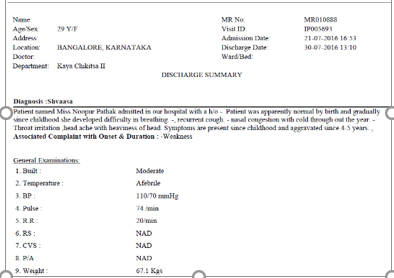 Name MR No: MR010888
Age/Sex 29 Y/F Visit ID IP005693
Address: Admission Date: 21-07-2016 16:53
Location: BANGALORE, KARNATAKA Discharge Date: 30-07-2016 13:10
Doctor: Ward/Bed:
Department: Kaya Chikitsa II
DISCHARGE SUMMARY
Diagnosis :Shvaasa
Patient named Miss.Noopur Pathak admitted in our hospital with a h/o - Patient was apparently normal by birth and gradually
since childhood she developed difficulty in breathing. -, recurrent cough. - nasal congestion with cold through out the year. -
Throat irritation ,head ache with heaviness of head. Symptoms are present since childhood and aggravated since 4-5 years. ,
Associated Complaint with Onset & Duration : -Weakness
General Examinations:
1. Built : Moderate
2. Temperature : Afebrile
3. BP : 110/70 mmHg
4. Pulse : 74 /min
5. R.R : 20/min
6. RS : NAD
7. CVS : NAD
8. P/A NAD
9. Weight : 67.1 Kgs